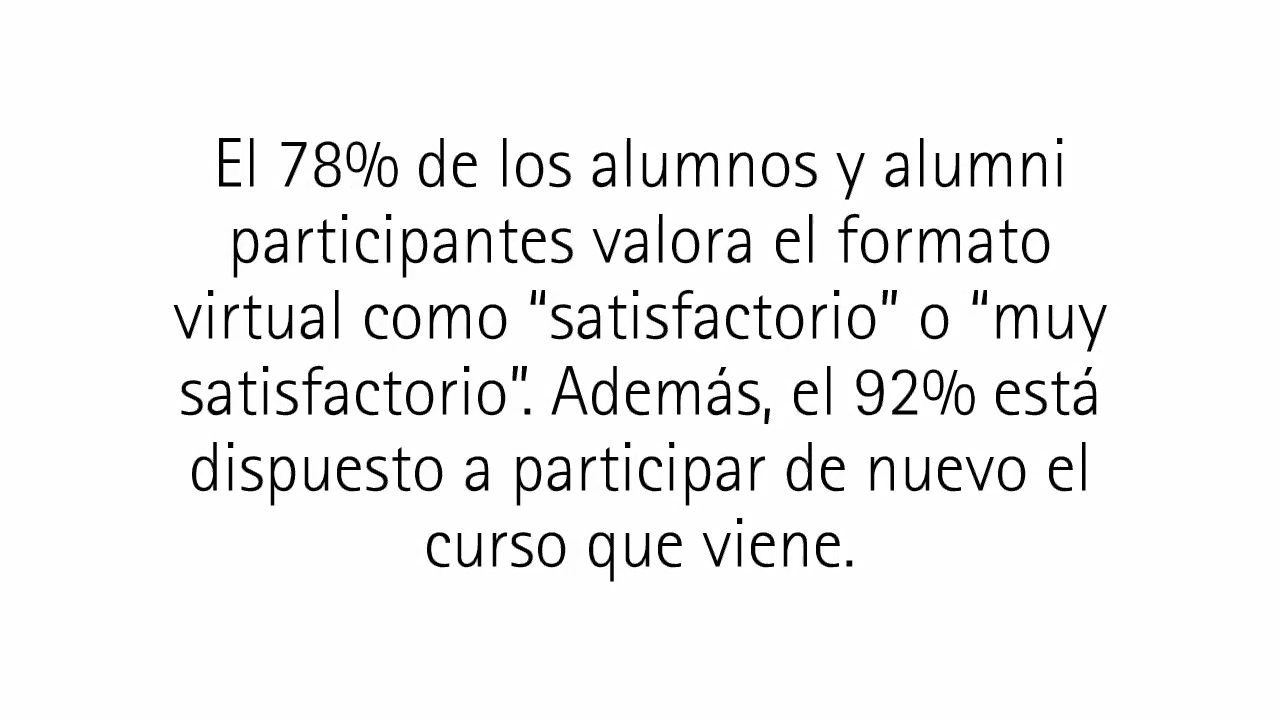 El 78% de los alumnos y alumni
participantes valora el formato
virtual como “satisfactorio” o “muy
satisfactorio”. Además, el 92% está
dispuesto a participar de nuevo el
curso que viene.